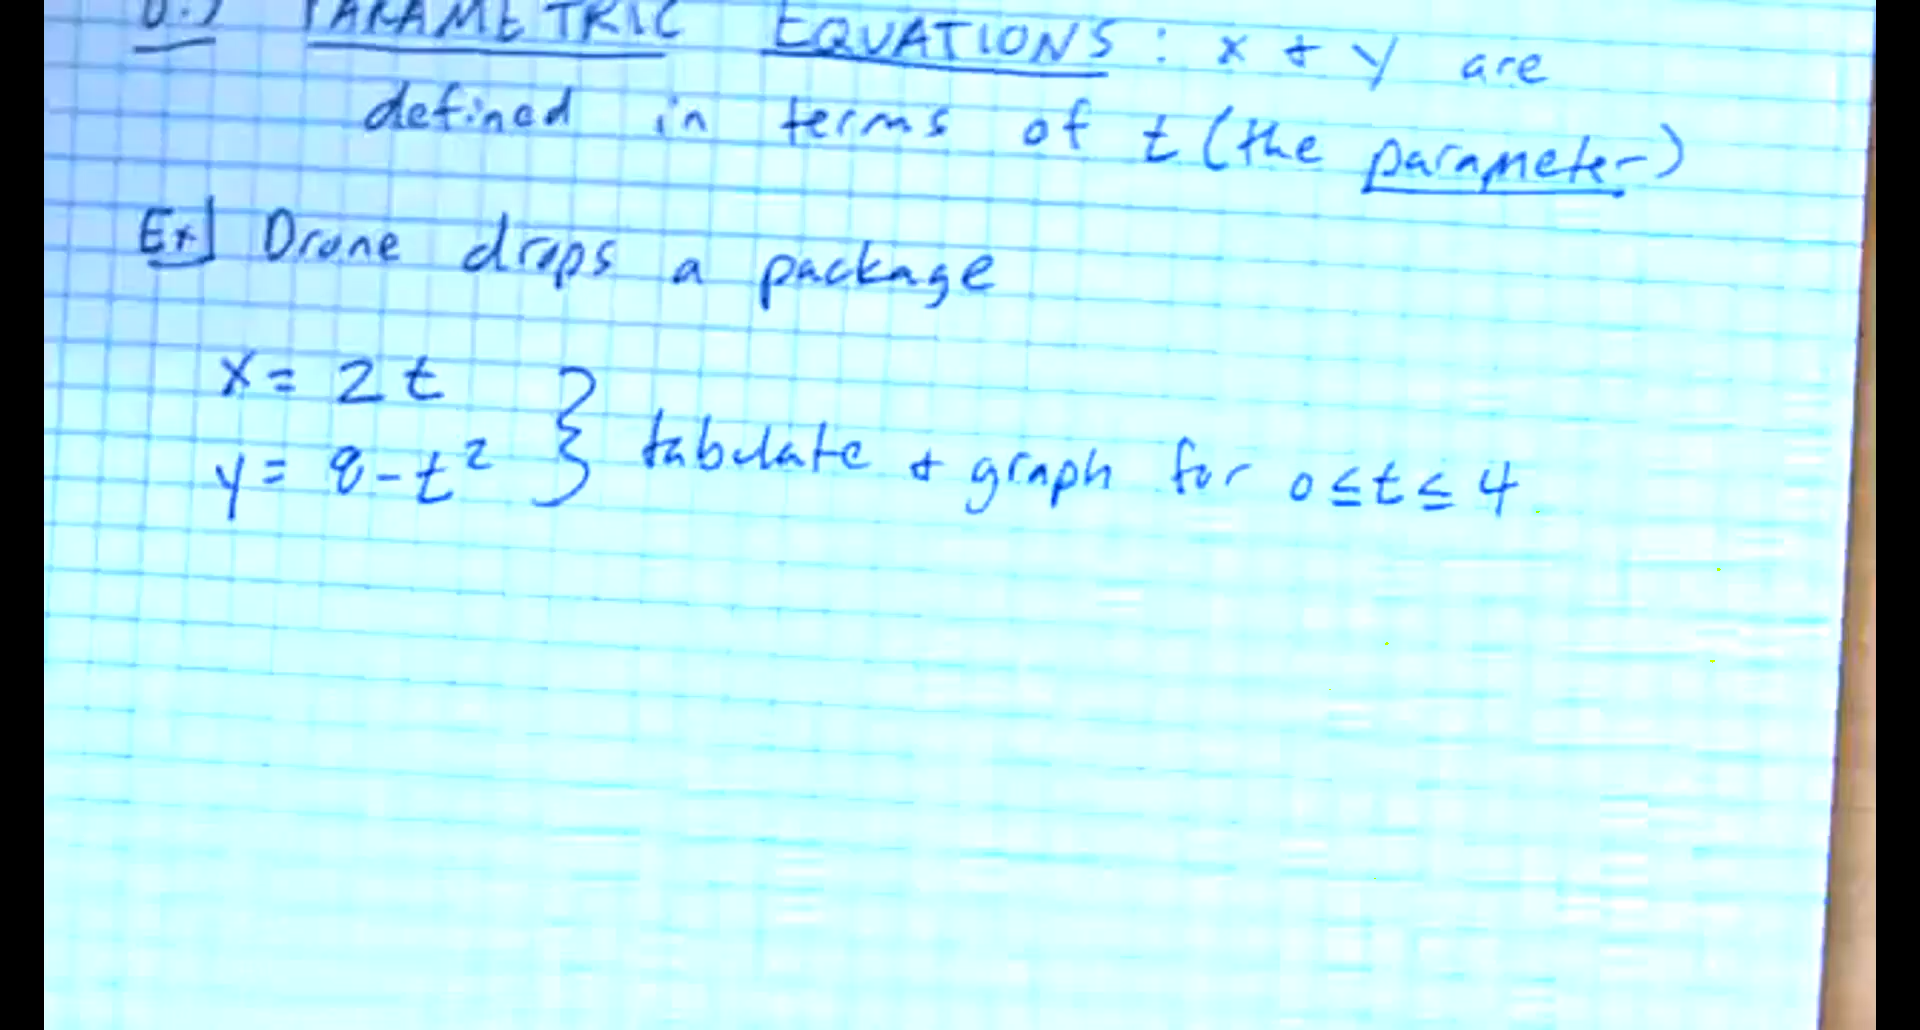 PARAMETRIC EQUATIONS: x + y are
defined in terms of t (the parameter)
Ex] Drone drops a package
x = 2t
y = 8 - t² } tabulate + graph for 0 ≤ t ≤ 4